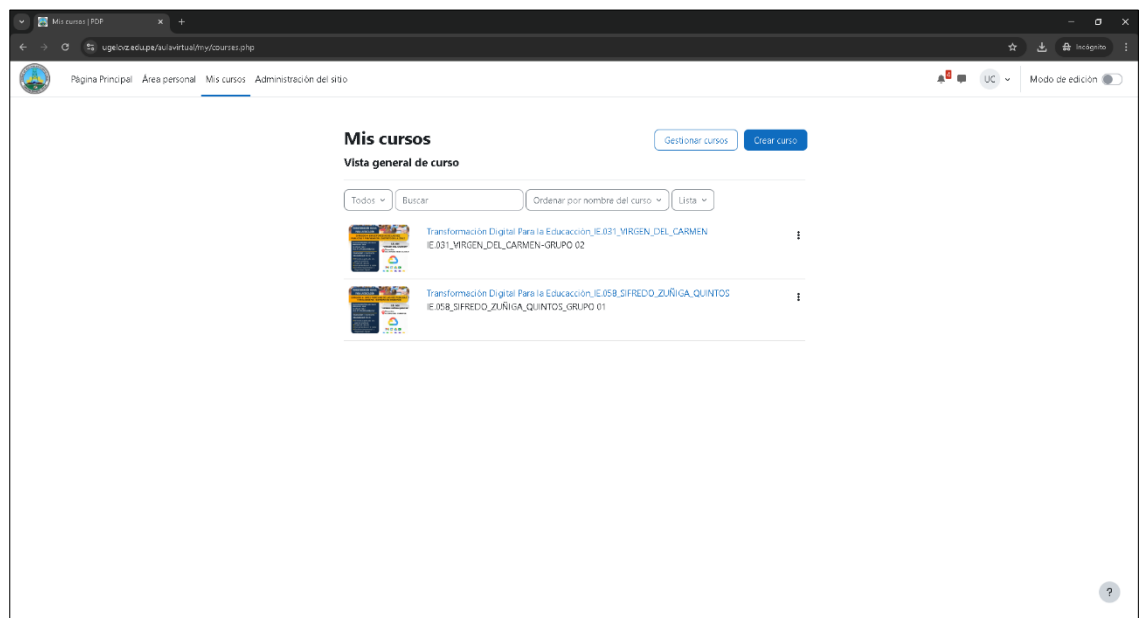 Mis cursos | PDP
ugelcvz.edu.pe/aulavirtual/my/courses.php
Incógnito
Página Principal Área personal Mis cursos Administración del sitio
4
UC
Modo de edición
Mis cursos
Gestionar cursos
Crear curso
Vista general de curso
Todos
Buscar
Ordenar por nombre del curso
Lista
Transformación Digital Para la Educacción_IE.031_VIRGEN_DEL_CARMEN
IE.031_VIRGEN_DEL_CARMEN-GRUPO 02
Transformación Digital Para la Educacción_IE.058_SIFREDO_ZUÑIGA_QUINTOS
IE.058_SIFREDO_ZUÑIGA_QUINTOS_GRUPO 01
?